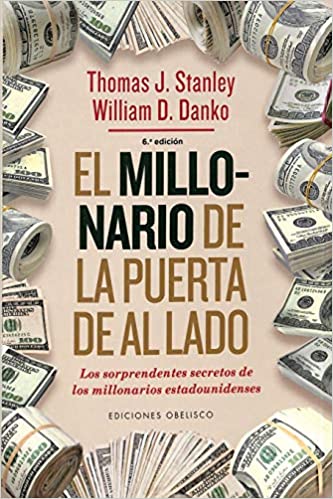 Thomas J. Stanley
William D. Danko
6.ª edición
EL MILLO-
NARIO DE
LA PUERTA
DE AL LADO
Los sorprendentes secretos de
los millonarios estadounidenses
EDICIONES OBELISCO